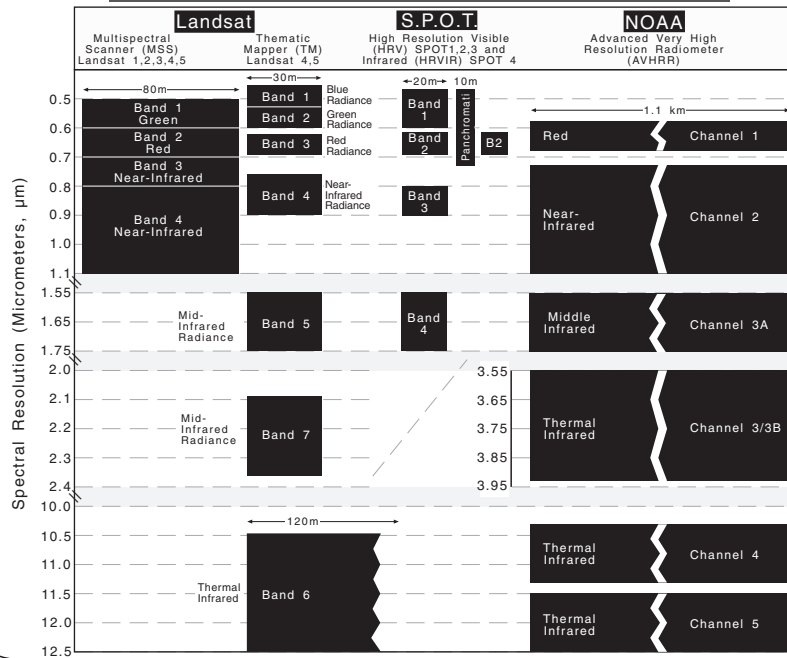 Landsat
S.P.O.T.
NOAA
Multispectral
Scanner (MSS)
Landsat 1,2,3,4,5
Thematic
Mapper (TM)
Landsat 4,5
High Resolution Visible
(HRV) SPOT1,2,3 and
Infrared (HRVIR) SPOT 4
Advanced Very High
Resolution Radiometer
(AVHRR)
Spectral Resolution (Micrometers, µm)
0.5
0.6
0.7
0.8
0.9
1.0
1.1
1.55
1.65
1.75
2.0
2.1
2.2
2.3
2.4
10.0
10.5
11.0
11.5
12.0
12.5
80m
Band 1
Green
Band 2
Red
Band 3
Near-Infrared
Band 4
Near-Infrared
30m
Band 1
Blue
Radiance
Band 2
Green
Radiance
Band 3
Red
Radiance
Band 4
Near-
Infrared
Radiance
Mid-
Infrared
Radiance
Band 5
Mid-
Infrared
Radiance
Band 7
120m
Thermal
Infrared
Band 6
20m
10m
Band
1
Band
2
Band
3
Band
4
Panchromati
B2
1.1 km
Red
Channel 1
Near-
Infrared
Channel 2
Middle
Infrared
Channel 3A
3.55
3.65
3.75
3.85
3.95
Thermal
Infrared
Channel 3/3B
Thermal
Infrared
Channel 4
Thermal
Infrared
Channel 5